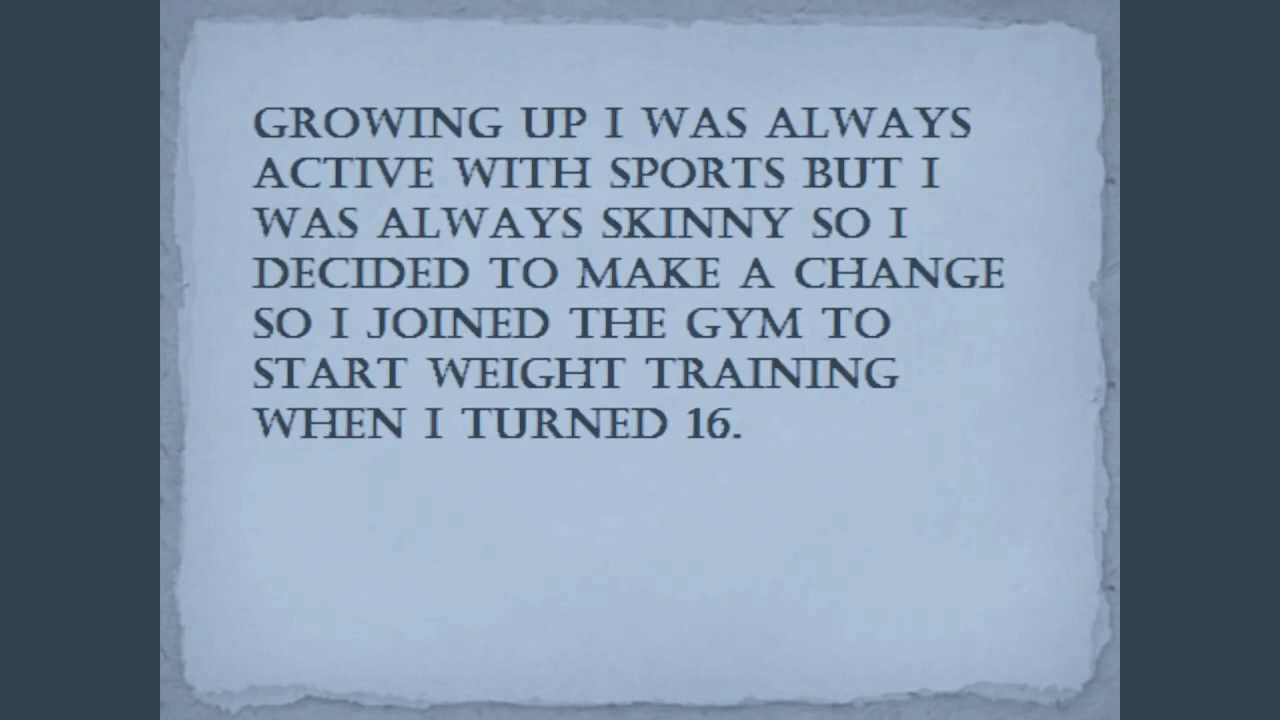 GROWING UP I WAS ALWAYS
ACTIVE WITH SPORTS BUT I
WAS ALWAYS SKINNY SO I
DECIDED TO MAKE A CHANGE
SO I JOINED THE GYM TO
START WEIGHT TRAINING
WHEN I TURNED 16.